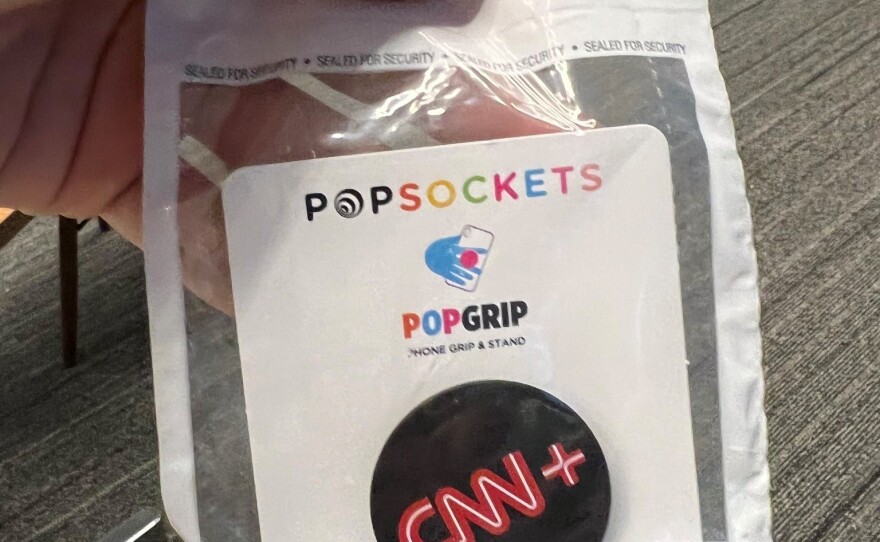 SEALED FOR SECURITY • SEALED FOR SECURITY • SEALED FOR SECURITY • SEALED FOR SECURITY
POPSOCKETS
POPGRIP
PHONE GRIP & STAND
CNN+